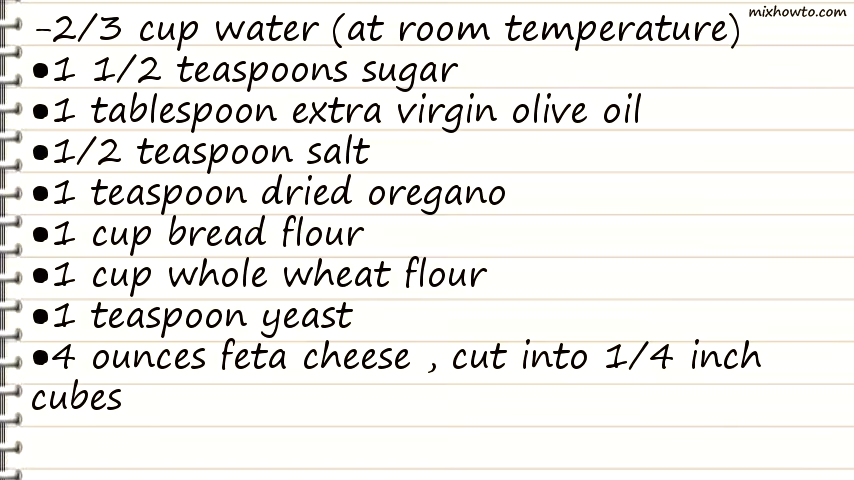 mixhowto.com
-2/3 cup water (at room temperature)
•1 1/2 teaspoons sugar
•1 tablespoon extra virgin olive oil
•1/2 teaspoon salt
•1 teaspoon dried oregano
•1 cup bread flour
•1 cup whole wheat flour
•1 teaspoon yeast
•4 ounces feta cheese , cut into 1/4 inch
cubes